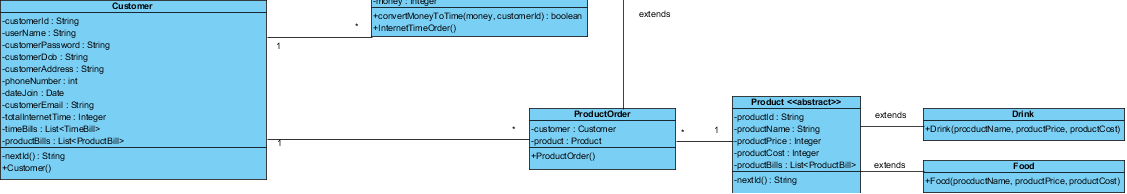 Customer
-customerId : String
-userName : String
-customerPassword : String
-customerDob : String
-customerAddress : String
-phoneNumber : int
-dateJoin : Date
-customerEmail : String
-totalInternetTime : Integer
-timeBills : List<TimeBill>
-productBills : List<ProductBill>
-nextId() : String
+Customer()
*
1
-money : Integer
+convertMoneyToTime(money, customerId) : boolean
+InternetTimeOrder()
extends
*
1
ProductOrder
-customer : Customer
-product : Product
+ProductOrder()
*
1
Product <<abstract>>
-productId : String
-productName : String
-productPrice : Integer
-productCost : Integer
-productBills : List<ProductBill>
-nextId() : String
extends
Drink
+Drink(procductName, productPrice, productCost)
extends
Food
+Food(procductName, productPrice, productCost)